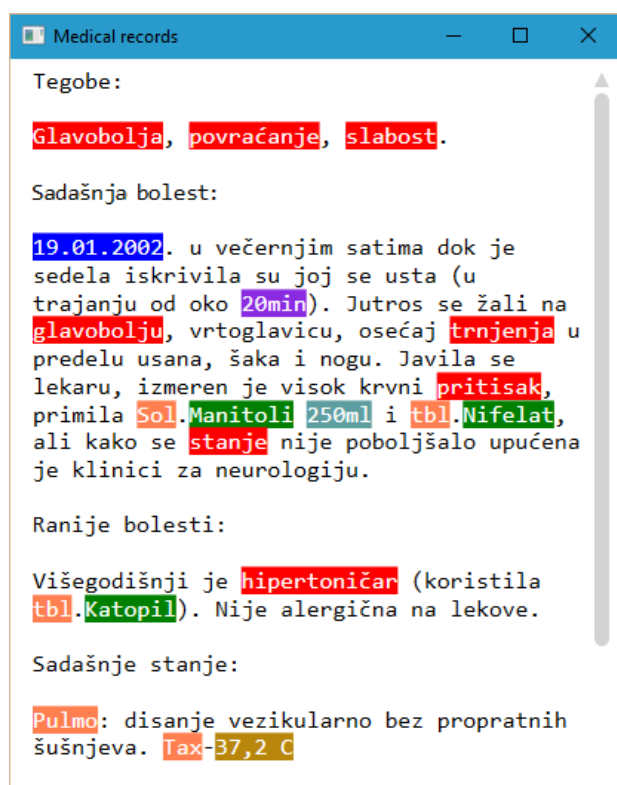 Medical records
Tegobe:
Glavobolja, povraćanje, slabost.
Sadašnja bolest:
19.01.2002. u večernjim satima dok je
sedela iskrivila su joj se usta (u
trajanju od oko 20min). Jutros se žali na
glavobolju, vrtoglavicu, osećaj trnjenja u
predelu usana, šaka i nogu. Javila se
lekaru, izmeren je visok krvni pritisak,
primila Sol.Manitoli 250ml i tbl.Nifelat,
ali kako se stanje nije poboljšalo upućena
je klinici za neurologiju.
Ranije bolesti:
Višegodišnji je hipertoničar (koristila
tbl.Katopil). Nije alergična na lekove.
Sadašnje stanje:
Pulmo: disanje vezikularno bez propratnih
šušnjeva. Tax-37,2 C